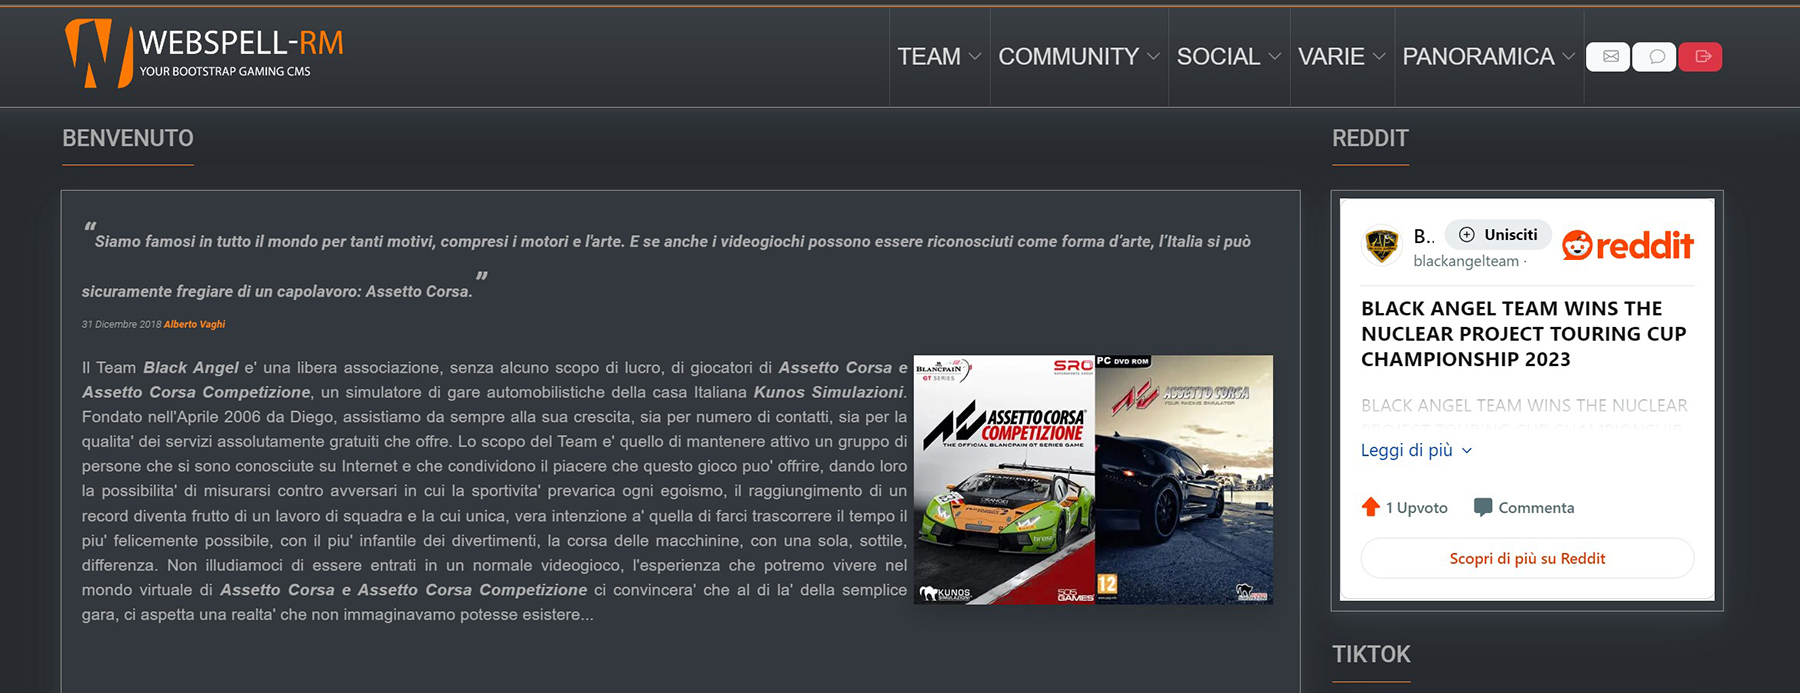 WEBSPELL-RM
YOUR BOOTSTRAP GAMING CMS
TEAM COMMUNITY SOCIAL VARIE PANORAMICA
BENVENUTO
“Siamo famosi in tutto il mondo per tanti motivi, compresi i motori e l'arte. E se anche i videogiochi possono essere riconosciuti come forma d’arte, l’Italia si può
sicuramente fregiare di un capolavoro: Assetto Corsa.”
31 Dicembre 2018 Alberto Vaghi
Il Team Black Angel e' una libera associazione, senza alcuno scopo di lucro, di giocatori di Assetto Corsa e
Assetto Corsa Competizione, un simulatore di gare automobilistiche della casa Italiana Kunos Simulazioni.
Fondato nell'Aprile 2006 da Diego, assistiamo da sempre alla sua crescita, sia per numero di contatti, sia per la
qualita' dei servizi assolutamente gratuiti che offre. Lo scopo del Team e' quello di mantenere attivo un gruppo di
persone che si sono conosciute su Internet e che condividono il piacere che questo gioco puo' offrire, dando loro
la possibilita' di misurarsi contro avversari in cui la sportivita' prevarica ogni egoismo, il raggiungimento di un
record diventa frutto di un lavoro di squadra e la cui unica, vera intenzione a' quella di farci trascorrere il tempo il
piu' felicemente possibile, con il piu' infantile dei divertimenti, la corsa delle macchinine, con una sola, sottile,
differenza. Non illudiamoci di essere entrati in un normale videogioco, l'esperienza che potremo vivere nel
mondo virtuale di Assetto Corsa e Assetto Corsa Competizione ci convincera' che al di la' della semplice
gara, ci aspetta una realta' che non immaginavamo potesse esistere...
BLANCPAIN
GT SERIES
SRO
ASSETTO CORSA
COMPETIZIONE
THE OFFICIAL BLANCPAIN GT SERIES GAME
KUNOS
SIMULAZIONI
505
GAMES
PC DVD ROM
ASSETTO CORSA
YOUR RACING SIMULATOR
12
REDDIT
B..
Unisciti
reddit
blackangelteam ·
BLACK ANGEL TEAM WINS THE
NUCLEAR PROJECT TOURING CUP
CHAMPIONSHIP 2023
BLACK ANGEL TEAM WINS THE NUCLEAR
PROJECT TOURING CUP CHAMPIONSHIP
Leggi di più
1 Upvoto Commenta
Scopri di più su Reddit
TIKTOK